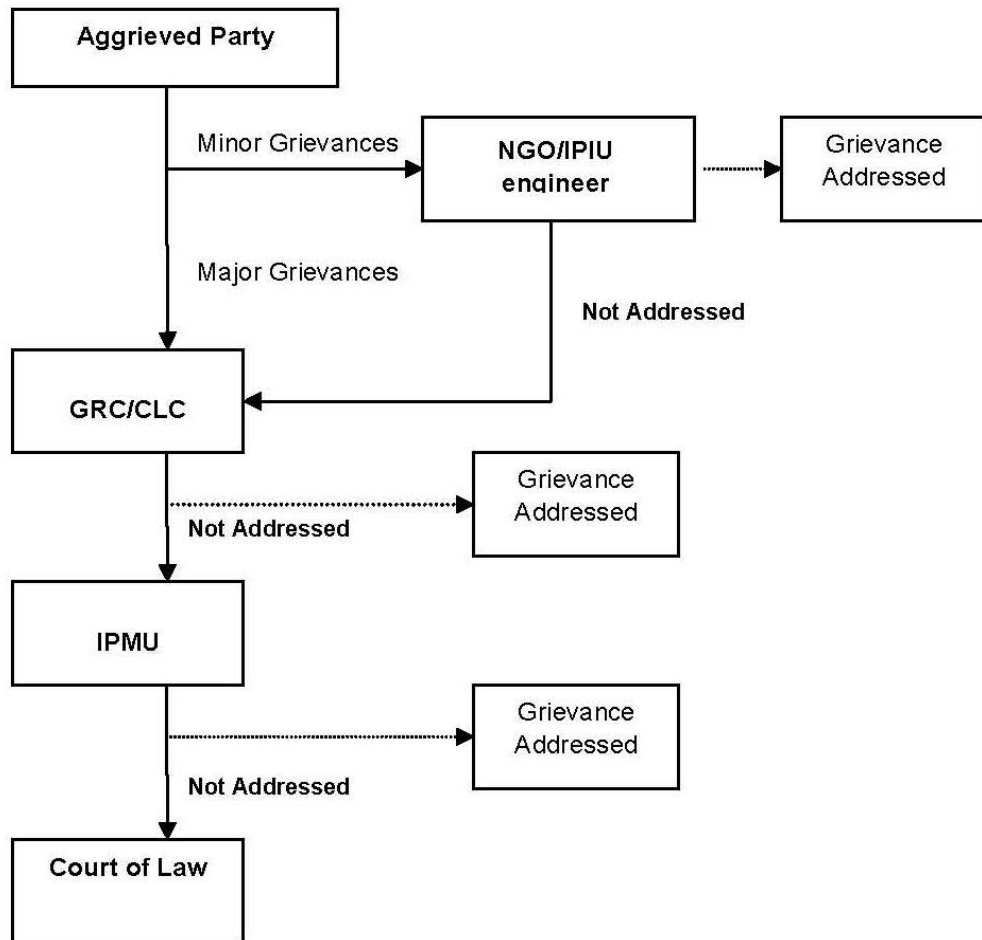 Aggrieved Party
Minor Grievances
NGO/IPIU
engineer
Grievance
Addressed
Major Grievances
Not Addressed
GRC/CLC
Grievance
Addressed
Not Addressed
IPMU
Grievance
Addressed
Not Addressed
Court of Law